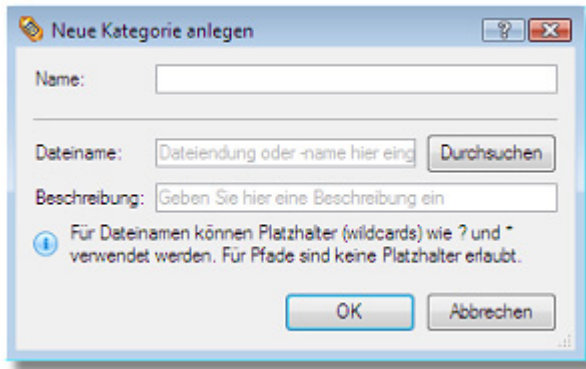 Neue Kategorie anlegen
Name:
Dateiname: Dateiendung oder -name hier eing Durchsuchen
Beschreibung: Geben Sie hier eine Beschreibung ein
Für Dateinamen können Platzhalter (wildcards) wie ? und *
verwendet werden. Für Pfade sind keine Platzhalter erlaubt.
OK Abbrechen